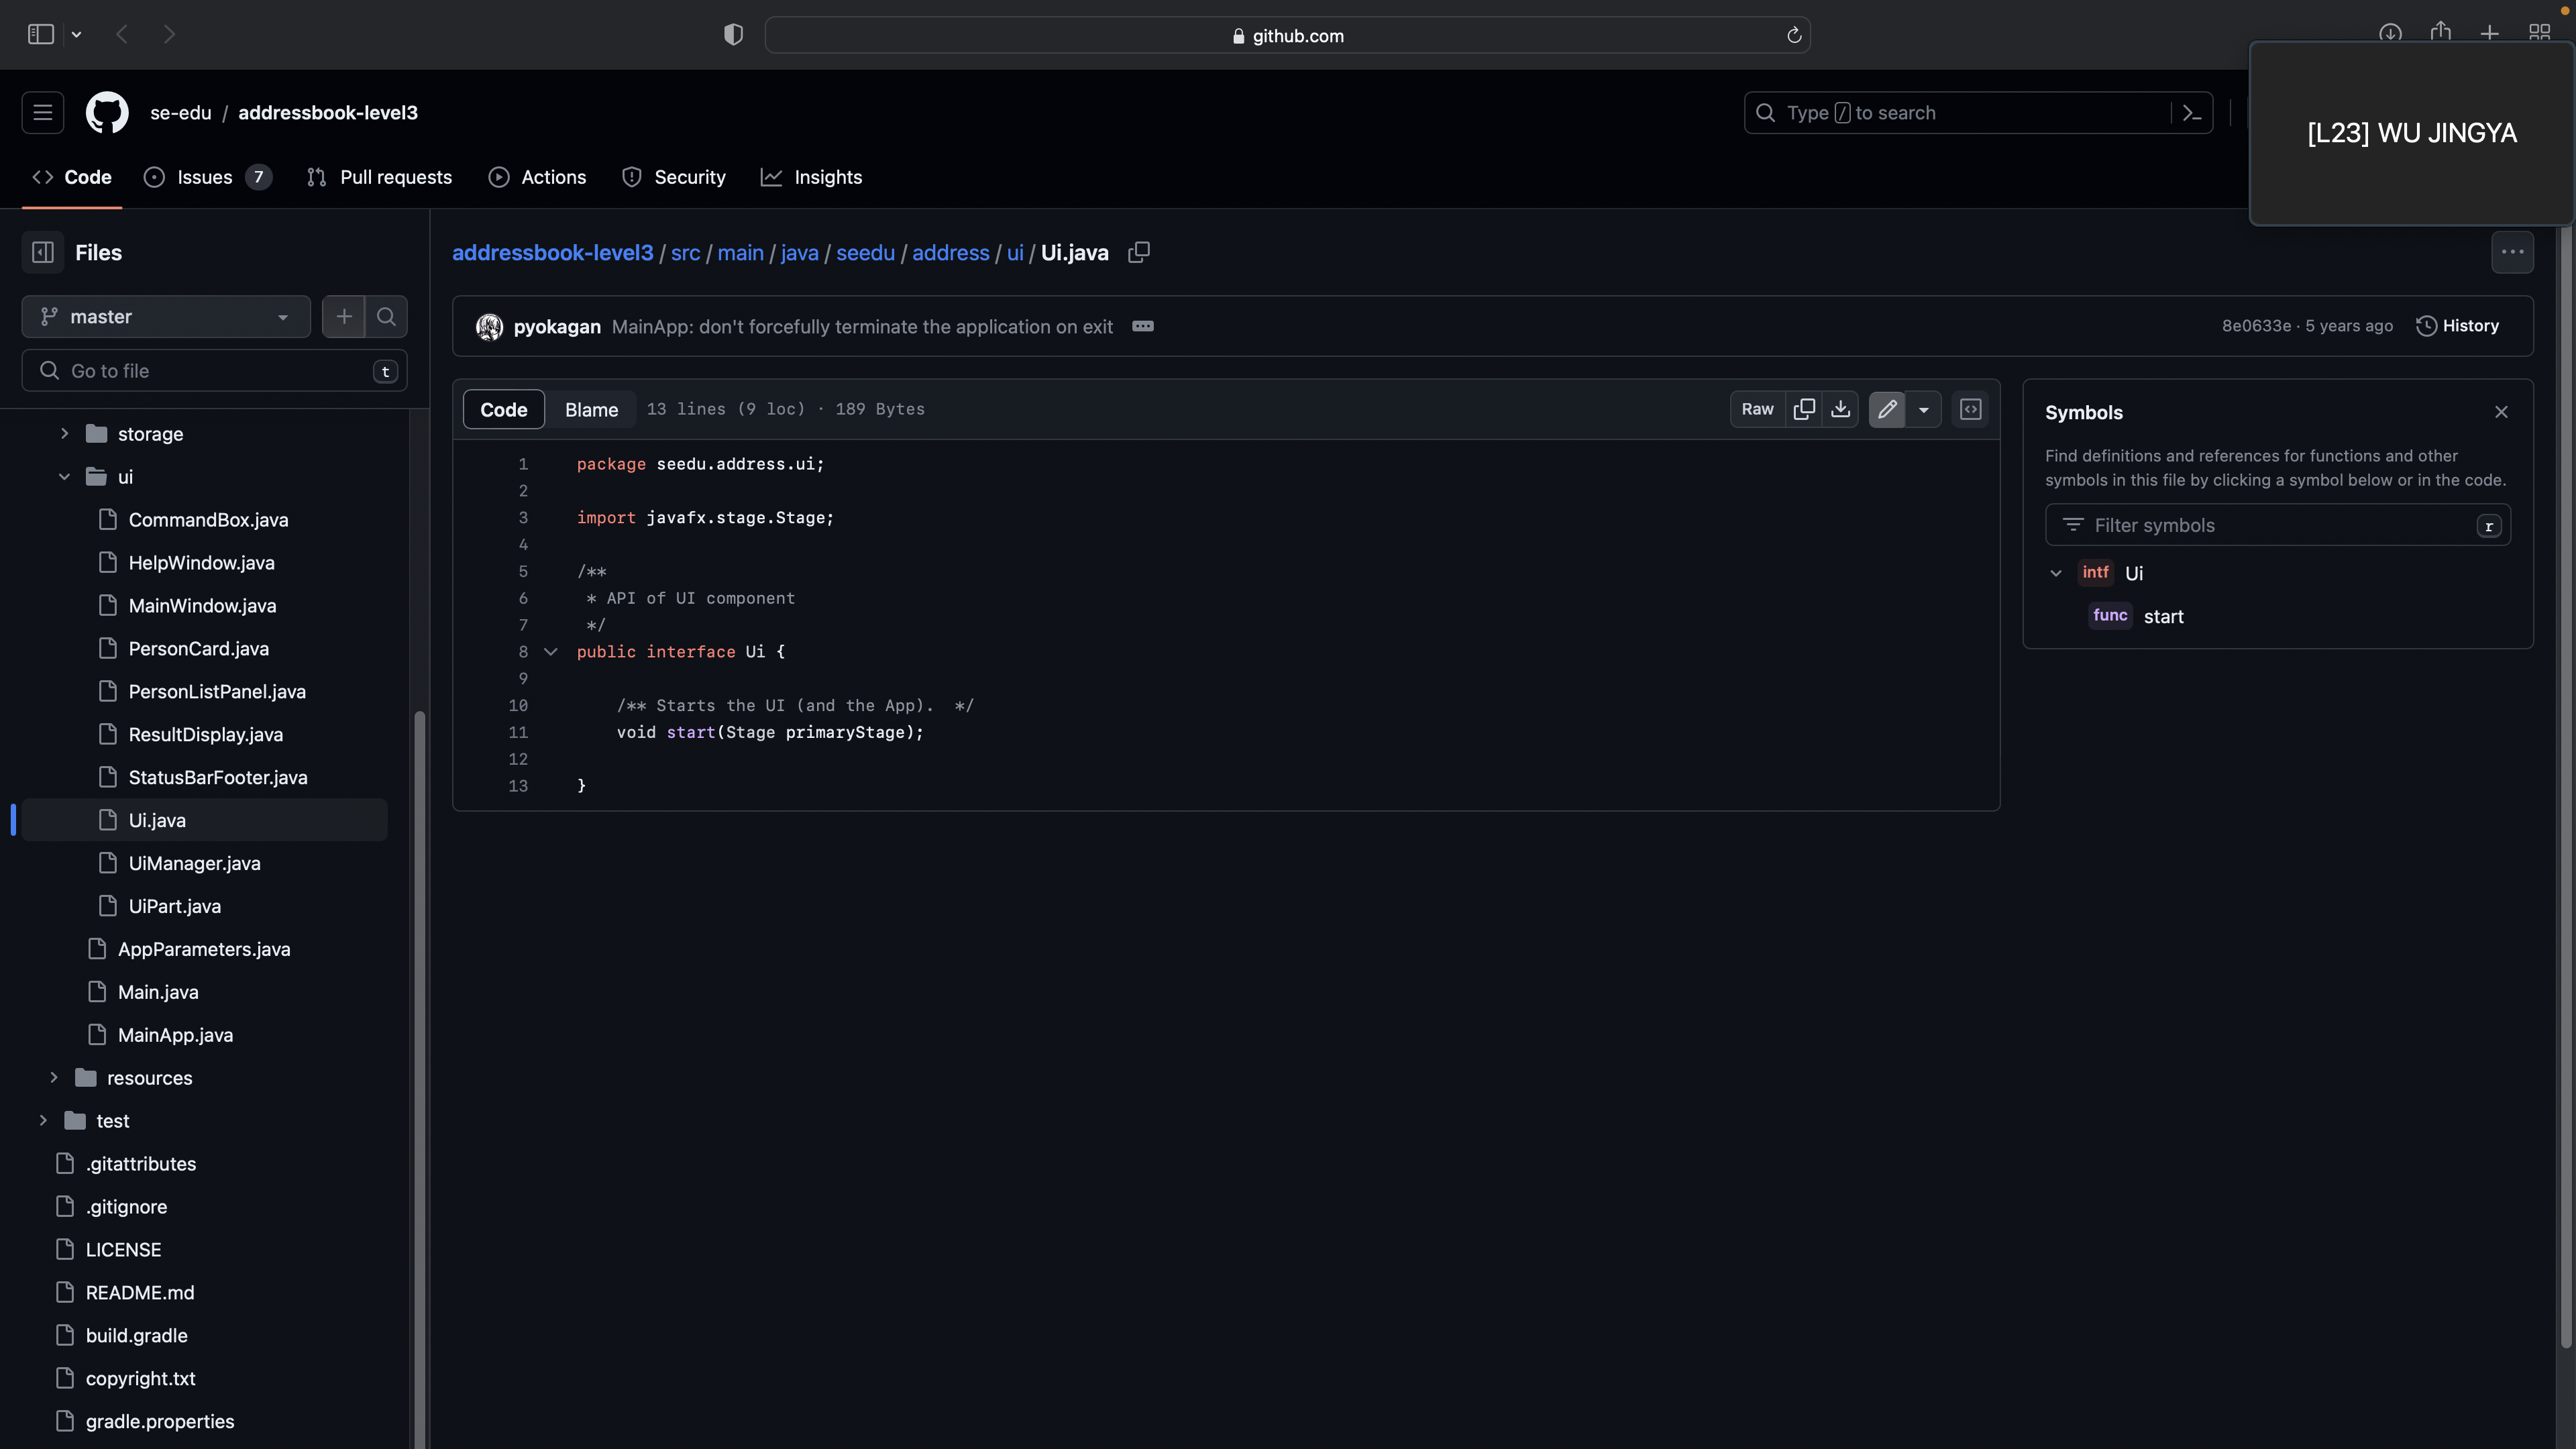 github.com
se-edu / addressbook-level3
Type / to search
[L23] WU JINGYA
Code
Issues 7
Pull requests
Actions
Security
Insights
Files
master
Go to file t
storage
ui
CommandBox.java
HelpWindow.java
MainWindow.java
PersonCard.java
PersonListPanel.java
ResultDisplay.java
StatusBarFooter.java
Ui.java
UiManager.java
UiPart.java
AppParameters.java
Main.java
MainApp.java
resources
test
.gitattributes
.gitignore
LICENSE
README.md
build.gradle
copyright.txt
gradle.properties
addressbook-level3 / src / main / java / seedu / address / ui / Ui.java
pyokagan MainApp: don't forcefully terminate the application on exit
8e0633e · 5 years ago History
Code Blame 13 lines (9 loc) · 189 Bytes
Raw
1 package seedu.address.ui;
2
3 import javafx.stage.Stage;
4
5 /**
6 * API of UI component
7 */
8 public interface Ui {
9
10 /** Starts the UI (and the App). */
11 void start(Stage primaryStage);
12
13 }
Symbols
Find definitions and references for functions and other
symbols in this file by clicking a symbol below or in the code.
Filter symbols r
intf Ui
func start